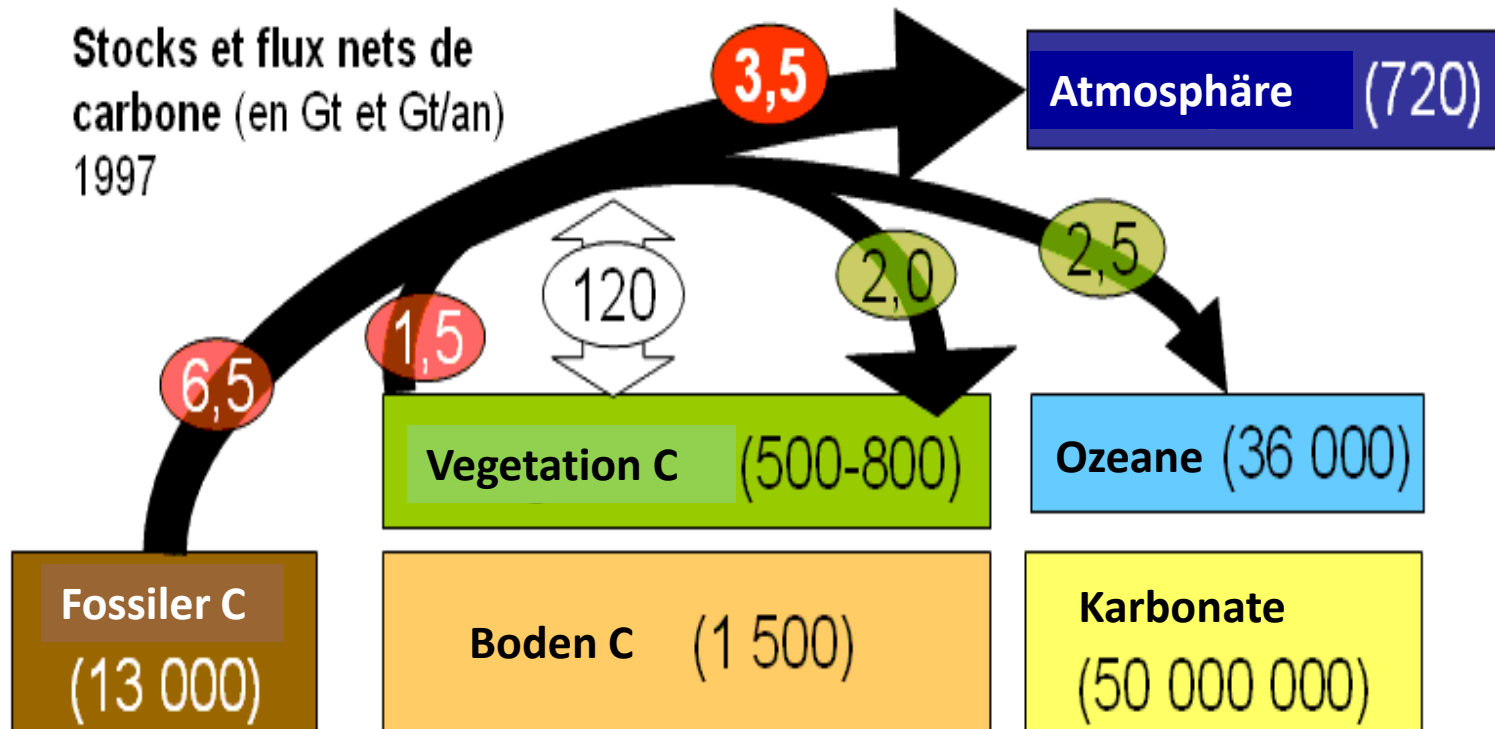 Stocks et flux nets de
carbone (en Gt et Gt/an)
1997
3,5
Atmosphäre (720)
120
2,0
2,5
1,5
6,5
Vegetation C (500-800)
Ozeane (36 000)
Fossiler C
(13 000)
Boden C (1 500)
Karbonate
(50 000 000)